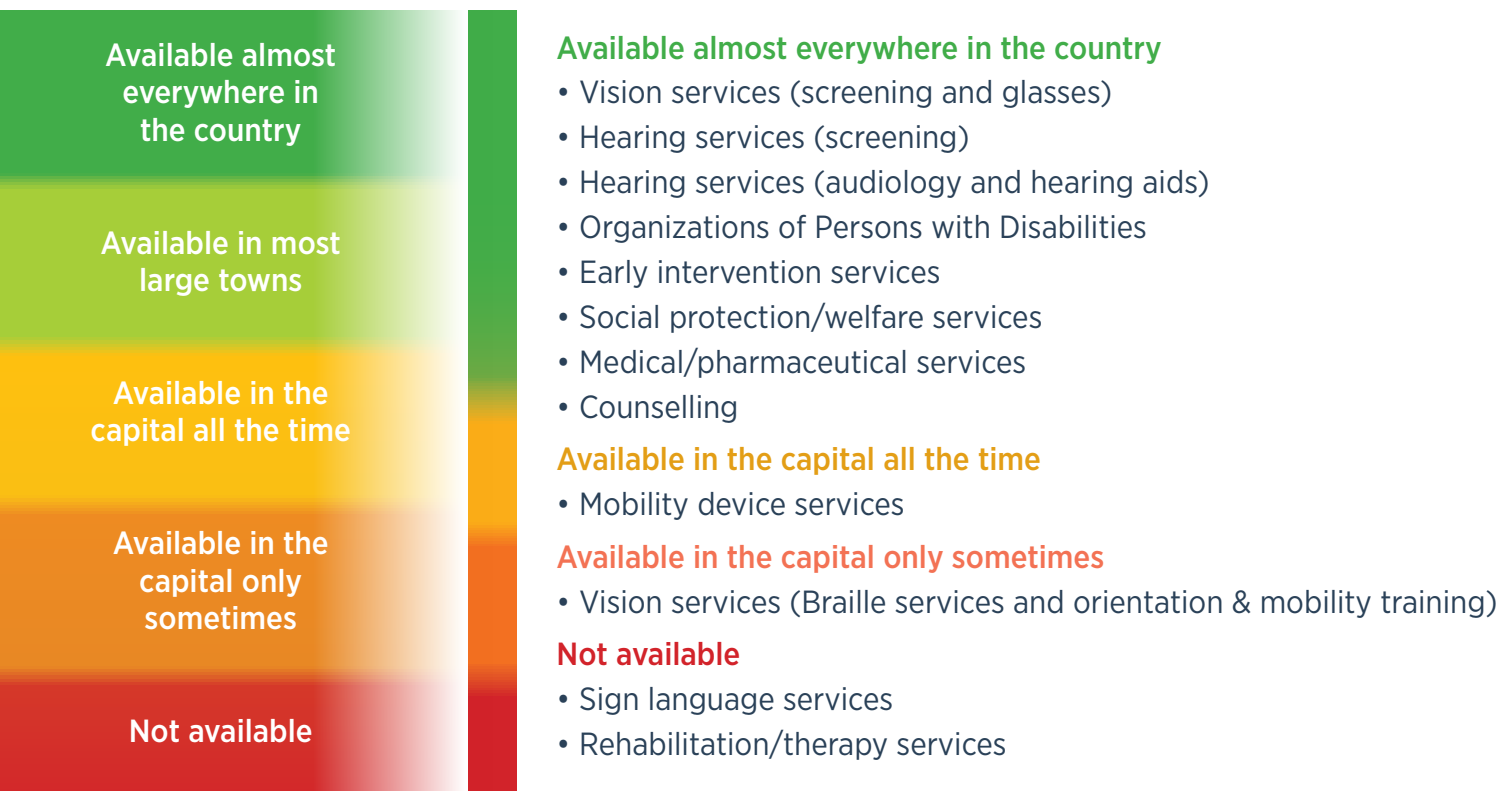 Available almost
everywhere in
the country
Available in most
large towns
Available in the
capital all the time
Available in the
capital only
sometimes
Not available
Available almost everywhere in the country
• Vision services (screening and glasses)
• Hearing services (screening)
• Hearing services (audiology and hearing aids)
• Organizations of Persons with Disabilities
• Early intervention services
• Social protection/welfare services
• Medical/pharmaceutical services
• Counselling
Available in the capital all the time
• Mobility device services
Available in the capital only sometimes
• Vision services (Braille services and orientation & mobility training)
Not available
• Sign language services
• Rehabilitation/therapy services